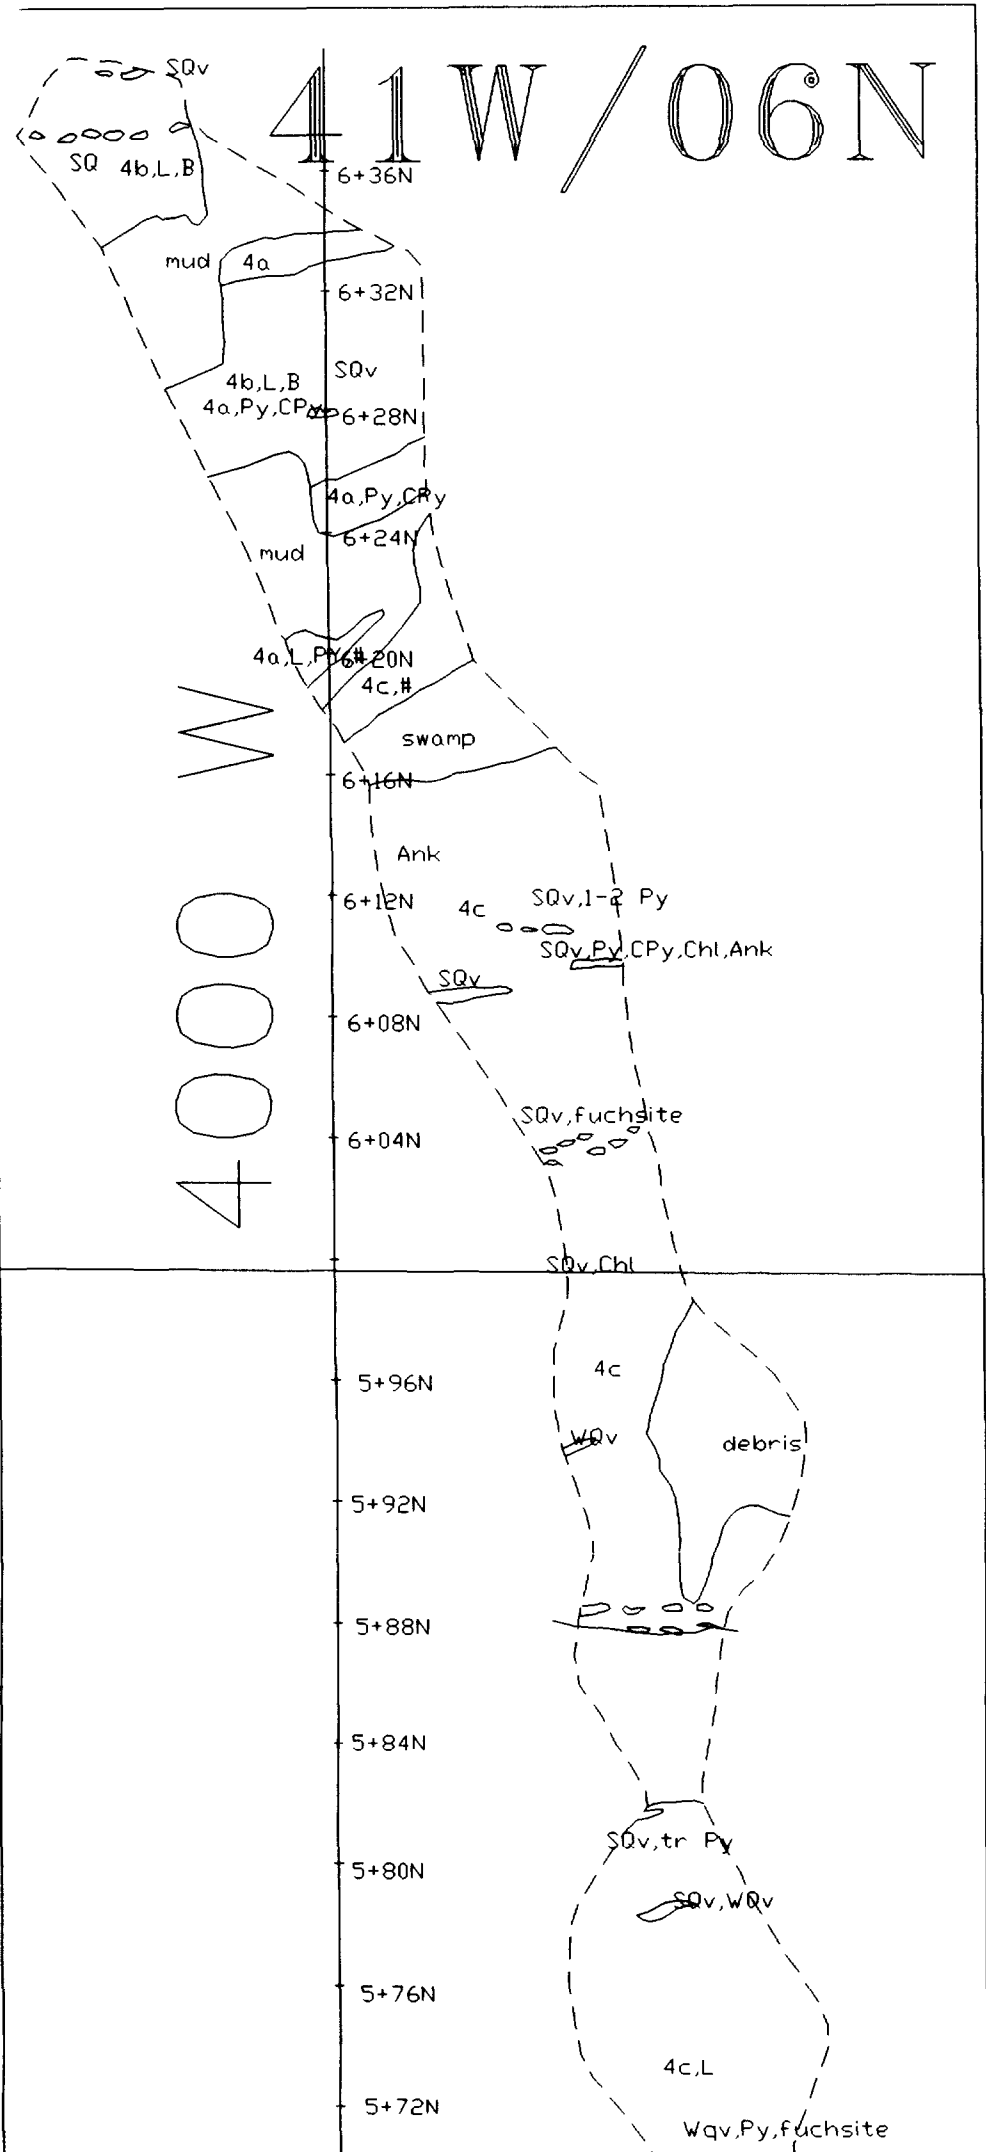 41W/06N
SQv
SQ 4b,L,B
6+36N
mud 4a
6+32N
SQv
4b,L,B
4a,Py,CPy
6+28N
4a,Py,CPy
6+24N
mud
4a,L,Py,#
6+20N
4c,#
swamp
6+16N
4000 W
Ank
6+12N
4c
SQv,1-2 Py
SQv,Py,CPy,Chl,Ank
SQv
6+08N
SQv,fuchsite
6+04N
SQv,Chl
4c
5+96N
WQv
debris
5+92N
5+88N
5+84N
SQv,tr Py
5+80N
SQv,WQv
5+76N
4c,L
5+72N
Wqv,Py,fuchsite